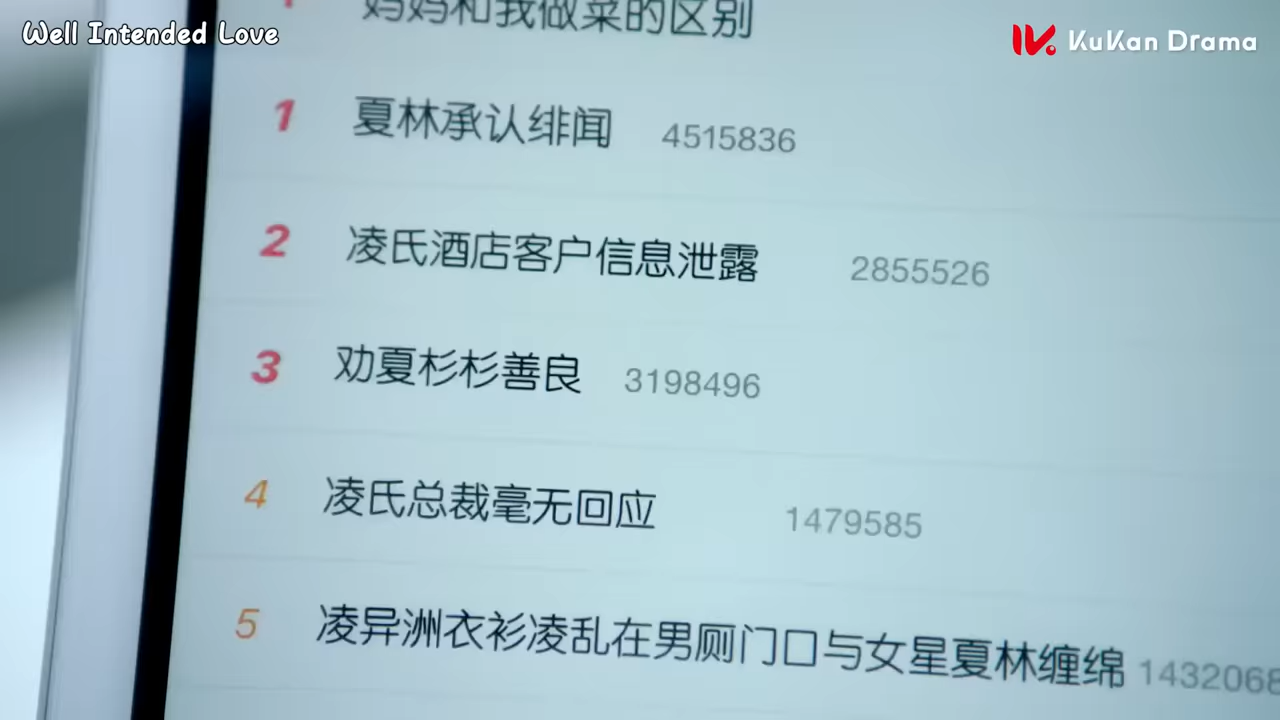 Well Intended Love
KuKan Drama
妈妈和我做菜的区别
1 夏林承认绯闻 4515836
2 凌氏酒店客户信息泄露 2855526
3 劝夏杉杉善良 3198496
4 凌氏总裁毫无回应 1479585
5 凌异洲衣衫凌乱在男厕门口与女星夏林缠绵 1432068